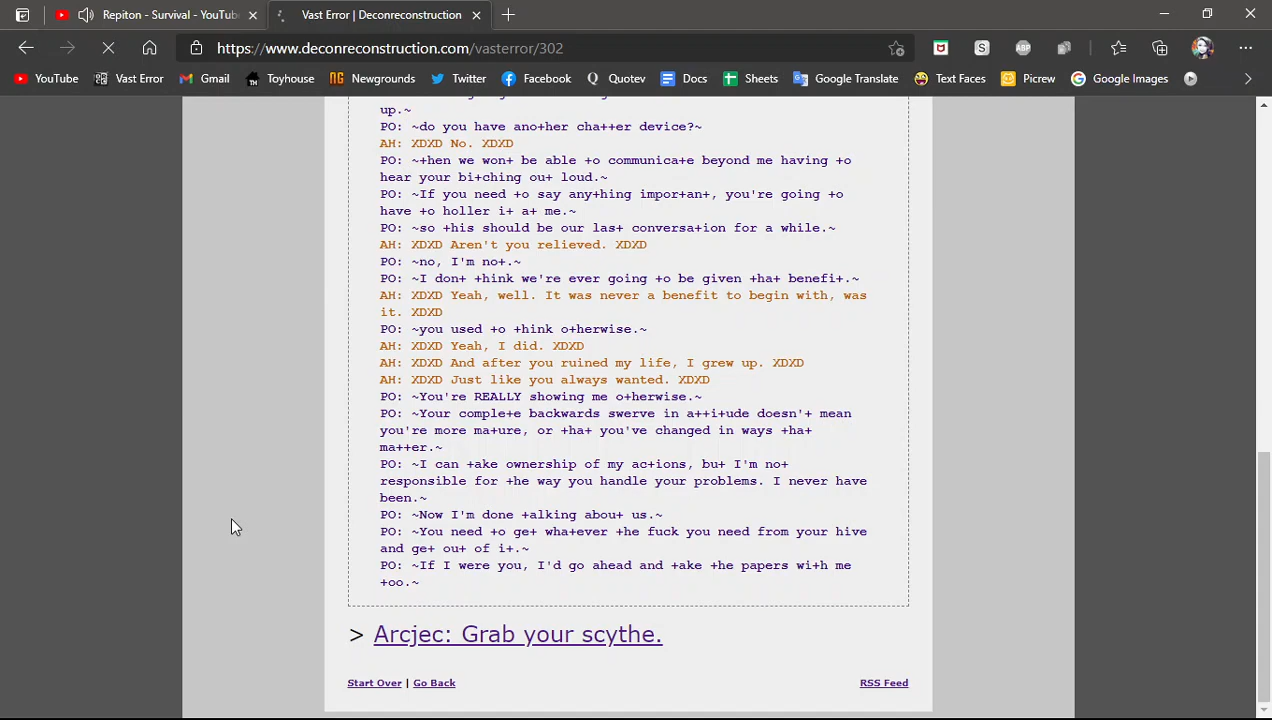 Repiton - Survival - YouTube
Vast Error | Deconreconstruction
https://www.deconreconstruction.com/vasterror/302
YouTube
Vast Error
Gmail
Toyhouse
Newgrounds
Twitter
Facebook
Quotev
Docs
Sheets
Google Translate
Text Faces
Picrew
Google Images
up.~
PO: ~do you have ano+her cha++er device?~
AH: XDXD No. XDXD
PO: ~+hen we won+ be able +o communica+e beyond me having +o
hear your bi+ching ou+ loud.~
PO: ~If you need +o say any+hing impor+an+, you're going +o
have +o holler i+ a+ me.~
PO: ~so +his should be our las+ conversa+ion for a while.~
AH: XDXD Aren't you relieved. XDXD
PO: ~no, I'm no+.~
PO: ~I don+ +hink we're ever going +o be given +ha+ benefi+.~
AH: XDXD Yeah, well. It was never a benefit to begin with, was
it. XDXD
PO: ~you used +o +hink o+herwise.~
AH: XDXD Yeah, I did. XDXD
AH: XDXD And after you ruined my life, I grew up. XDXD
AH: XDXD Just like you always wanted. XDXD
PO: ~You're REALLY showing me o+herwise.~
PO: ~Your comple+e backwards swerve in a++i+ude doesn'+ mean
you're more ma+ure, or +ha+ you've changed in ways +ha+
ma++er.~
PO: ~I can +ake ownership of my ac+ions, bu+ I'm no+
responsible for +he way you handle your problems. I never have
been.~
PO: ~Now I'm done +alking abou+ us.~
PO: ~You need +o ge+ wha+ever +he fuck you need from your hive
and ge+ ou+ of i+.~
PO: ~If I were you, I'd go ahead and +ake +he papers wi+h me
+oo.~
> Arcjec: Grab your scythe.
Start Over | Go Back
RSS Feed